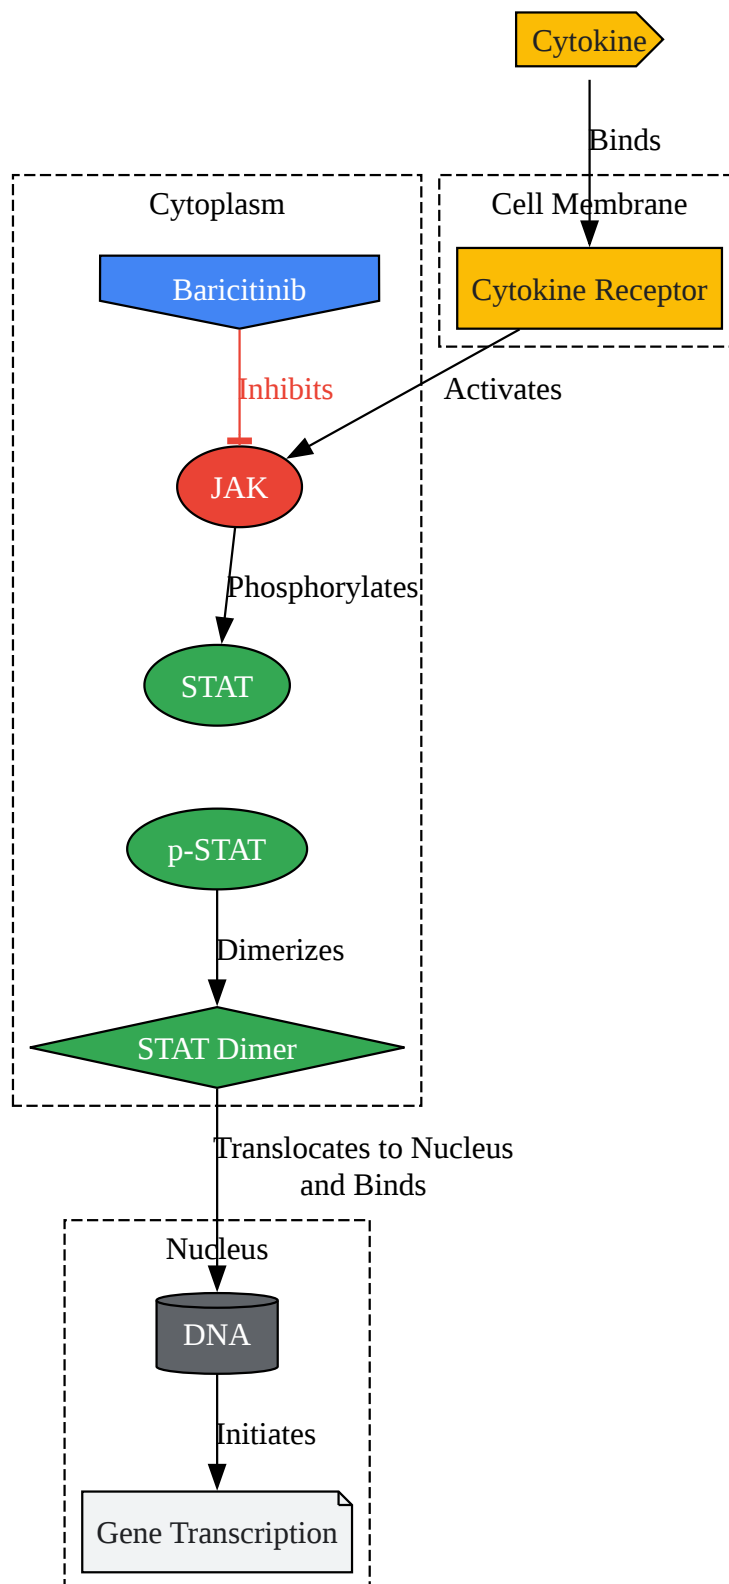 Cytokine
Binds
Cytoplasm
Cell Membrane
Baricitinib
Cytokine Receptor
Inhibits
Activates
JAK
Phosphorylates
STAT
p-STAT
Dimerizes
STAT Dimer
Translocates to Nucleus
and Binds
Nucleus
DNA
Initiates
Gene Transcription